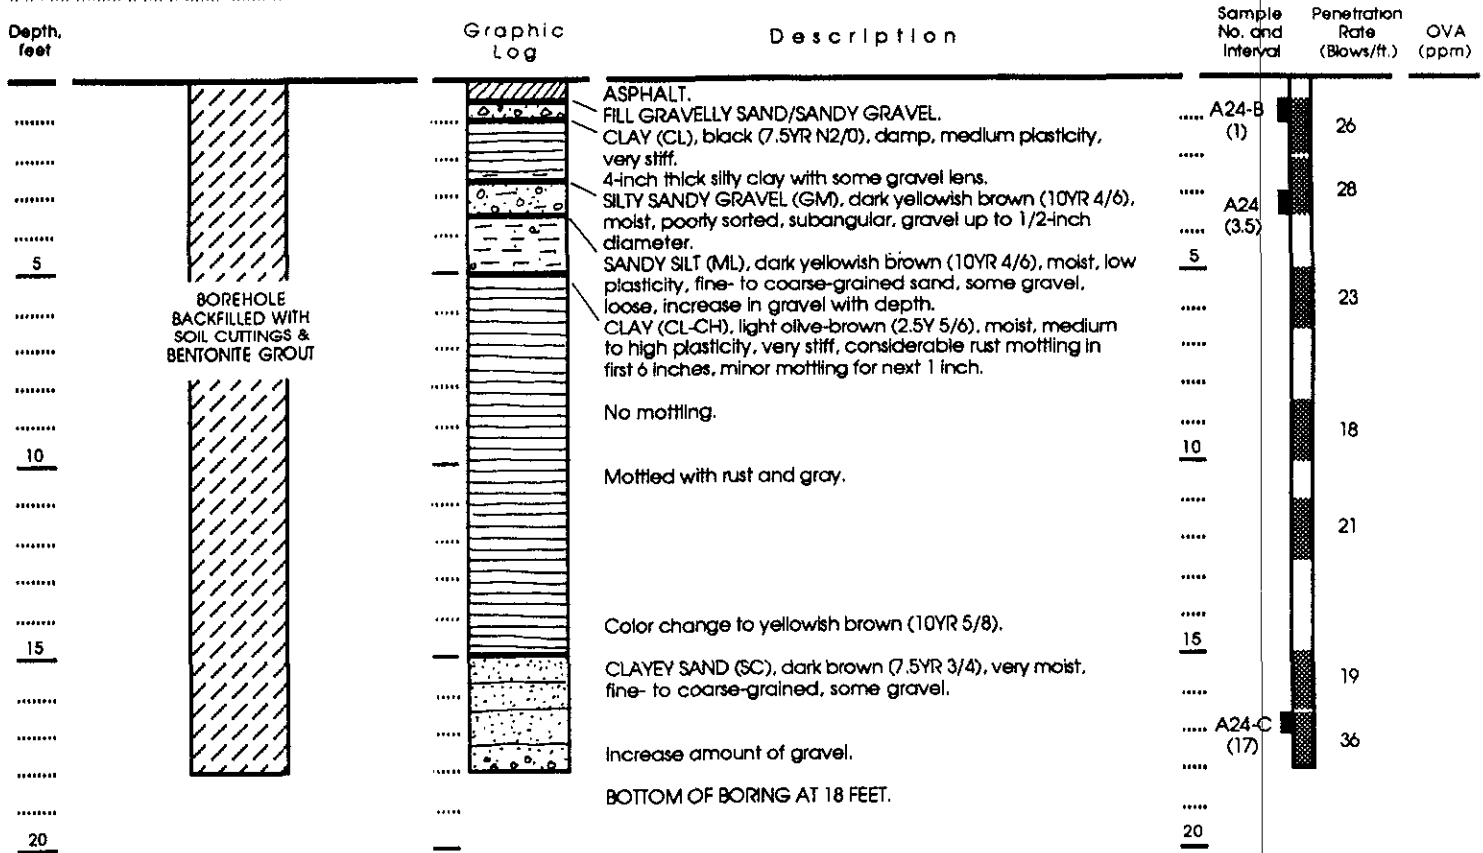 Depth, feet
Graphic Log
Description
Sample No. and Interval
Penetration Rate (Blows/ft.)
OVA (ppm)
ASPHALT.
FILL GRAVELLY SAND/SANDY GRAVEL.
CLAY (CL), black (7.5YR N2/0), damp, medium plasticity,
very stiff.
4-inch thick silty clay with some gravel lens.
SILTY SANDY GRAVEL (GM), dark yellowish brown (10YR 4/6),
moist, poorly sorted, subangular, gravel up to 1/2-inch
diameter.
SANDY SILT (ML), dark yellowish brown (10YR 4/6), moist, low
plasticity, fine- to coarse-grained sand, some gravel,
loose, increase in gravel with depth.
CLAY (CL-CH), light olive-brown (2.5Y 5/6), moist, medium
to high plasticity, very stiff, considerable rust mottling in
first 6 inches, minor mottling for next 1 inch.
No mottling.
Mottled with rust and gray.
Color change to yellowish brown (10YR 5/8).
CLAYEY SAND (SC), dark brown (7.5YR 3/4), very moist,
fine- to coarse-grained, some gravel.
Increase amount of gravel.
BOTTOM OF BORING AT 18 FEET.
BOREHOLE
BACKFILLED WITH
SOIL CUTTINGS &
BENTONITE GROUT
5
10
15
20
5
10
15
20
A24-B
(1)
A24
(3.5)
A24-C
(17)
26
28
23
18
21
19
36